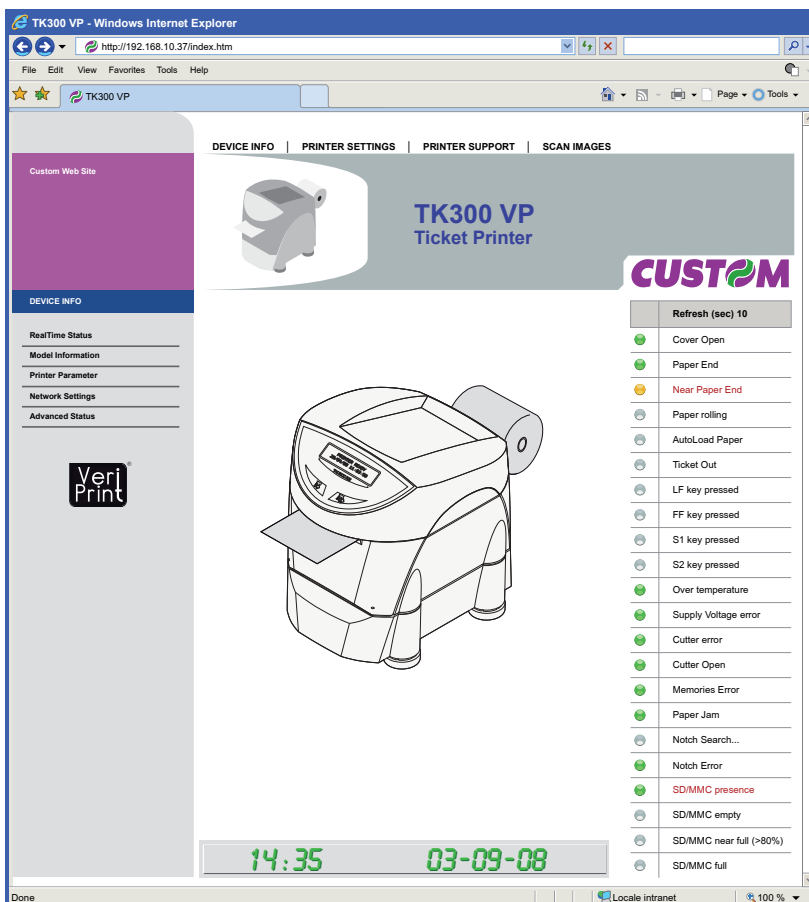 TK300 VP - Windows Internet Explorer
http://192.168.10.37/index.htm
File Edit View Favorites Tools Help
TK300 VP
Page Tools
DEVICE INFO | PRINTER SETTINGS | PRINTER SUPPORT | SCAN IMAGES
Custom Web Site
TK300 VP
Ticket Printer
CUSTOM
DEVICE INFO
RealTime Status
Model Information
Printer Parameter
Network Settings
Advanced Status
Veri
Print®
Refresh (sec) 10
Cover Open
Paper End
Near Paper End
Paper rolling
AutoLoad Paper
Ticket Out
LF key pressed
FF key pressed
S1 key pressed
S2 key pressed
Over temperature
Supply Voltage error
Cutter error
Cutter Open
Memories Error
Paper Jam
Notch Search...
Notch Error
SD/MMC presence
SD/MMC empty
SD/MMC near full (>80%)
SD/MMC full
14:35 03-09-08
Done
Locale intranet
100 %